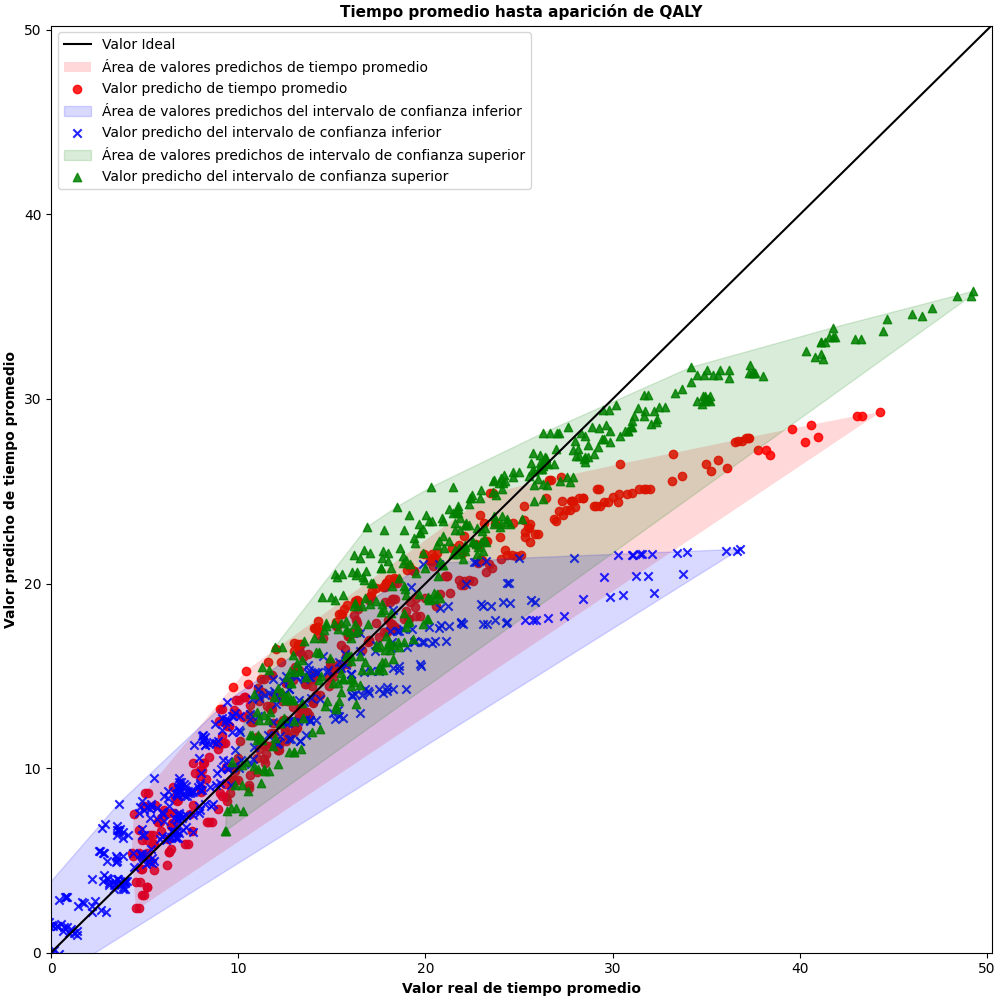 Tiempo promedio hasta aparición de QALY
50
40
30
20
10
0
Valor Ideal
Área de valores predichos de tiempo promedio
Valor predicho de tiempo promedio
Área de valores predichos del intervalo de confianza inferior
Valor predicho del intervalo de confianza inferior
Área de valores predichos de intervalo de confianza superior
Valor predicho del intervalo de confianza superior
Valor predicho de tiempo promedio
0 10 20 30 40 50
Valor real de tiempo promedio